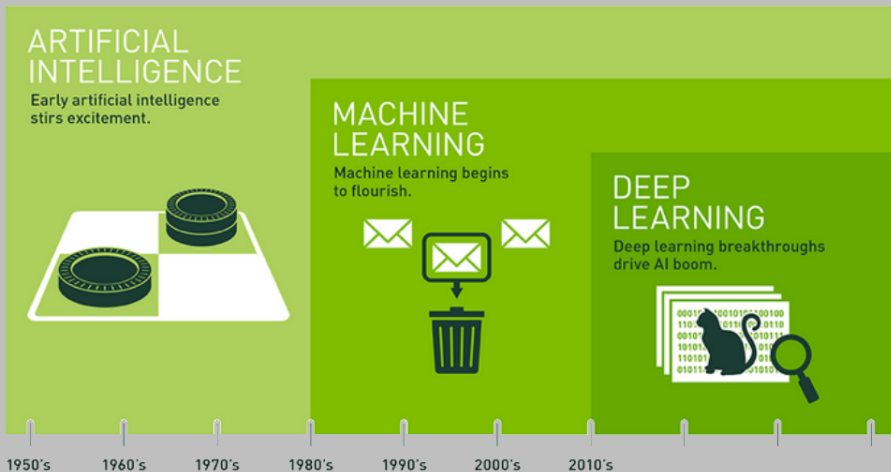 ARTIFICIAL
INTELLIGENCE
Early artificial intelligence
stirs excitement.
MACHINE
LEARNING
Machine learning begins
to flourish.
DEEP
LEARNING
Deep learning breakthroughs
drive AI boom.
1950's 1960's 1970's 1980's 1990's 2000's 2010's